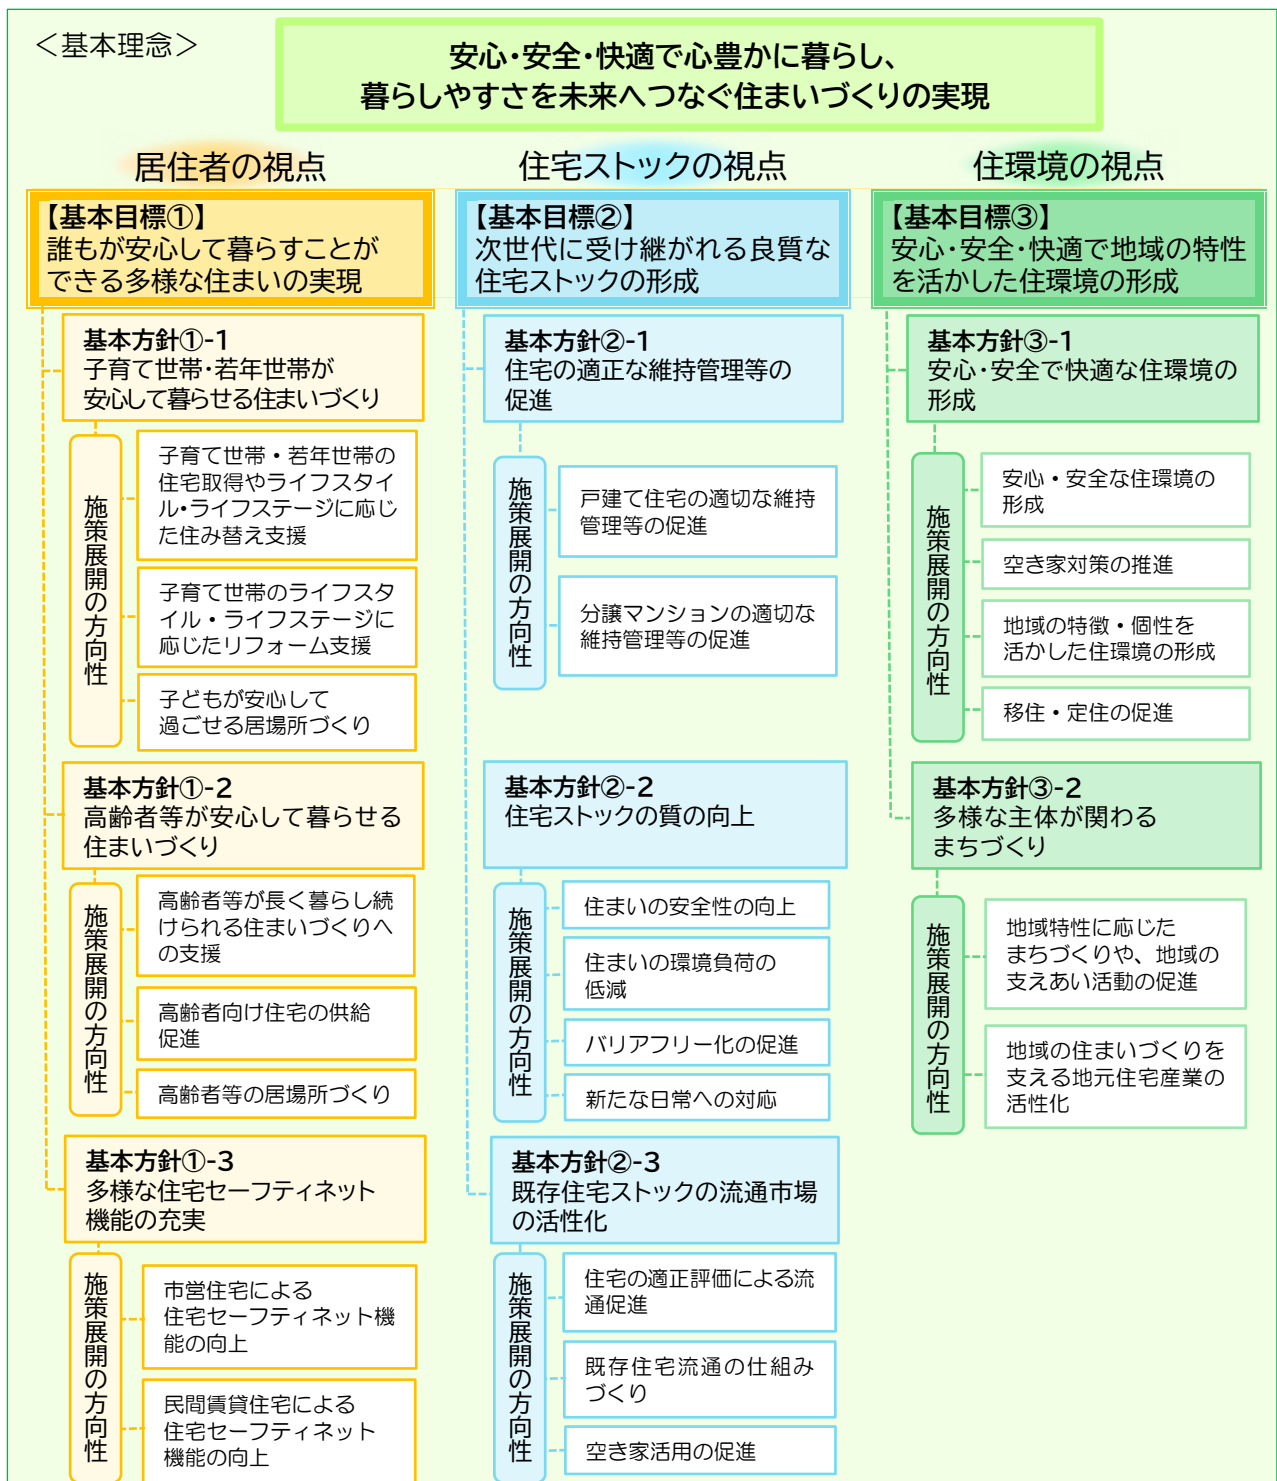 ＜基本理念＞
安心・安全・快適で心豊かに暮らし、
暮らしやすさを未来へつなぐ住まいづくりの実現
居住者の視点
【基本目標①】
誰もが安心して暮らすことが
できる多様な住まいの実現
基本方針①-1
子育て世帯・若年世帯が
安心して暮らせる住まいづくり
施策展開の方向性
子育て世帯・若年世帯の
住宅取得やライフスタイ
ル・ライフステージに応じ
た住み替え支援
子育て世帯のライフスタ
イル・ライフステージに
応じたリフォーム支援
子どもが安心して
過ごせる居場所づくり
基本方針①-2
高齢者等が安心して暮らせる
住まいづくり
施策展開の方向性
高齢者等が長く暮らし続
けられる住まいづくりへ
の支援
高齢者向け住宅の供給
促進
高齢者等の居場所づくり
基本方針①-3
多様な住宅セーフティネット
機能の充実
施策展開の方向性
市営住宅による
住宅セーフティネット機
能の向上
民間賃貸住宅による
住宅セーフティネット
機能の向上
住宅ストックの視点
【基本目標②】
次世代に受け継がれる良質な
住宅ストックの形成
基本方針②-1
住宅の適正な維持管理等の
促進
施策展開の方向性
戸建て住宅の適切な維持
管理等の促進
分譲マンションの適切な
維持管理等の促進
基本方針②-2
住宅ストックの質の向上
施策展開の方向性
住まいの安全性の向上
住まいの環境負荷の
低減
バリアフリー化の促進
新たな日常への対応
基本方針②-3
既存住宅ストックの流通市場
の活性化
施策展開の方向性
住宅の適正評価による流
通促進
既存住宅流通の仕組み
づくり
空き家活用の促進
住環境の視点
【基本目標③】
安心・安全・快適で地域の特性
を活かした住環境の形成
基本方針③-1
安心・安全で快適な住環境の
形成
施策展開の方向性
安心・安全な住環境の
形成
空き家対策の推進
地域の特徴・個性を
活かした住環境の形成
移住・定住の促進
基本方針③-2
多様な主体が関わる
まちづくり
施策展開の方向性
地域特性に応じた
まちづくりや、地域の
支えあい活動の促進
地域の住まいづくりを
支える地元住宅産業の
活性化